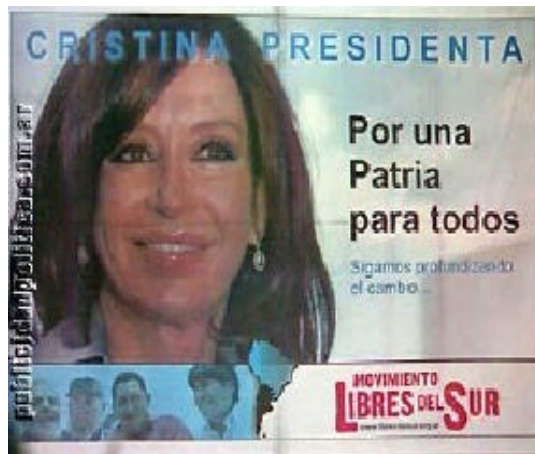 CRISTINA PRESIDENTA
Por una
Patria
para todos
Sigamos profundizando
el cambio...
MOVIMIENTO
LIBRES DEL SUR
publicidadpolitica.com.ar